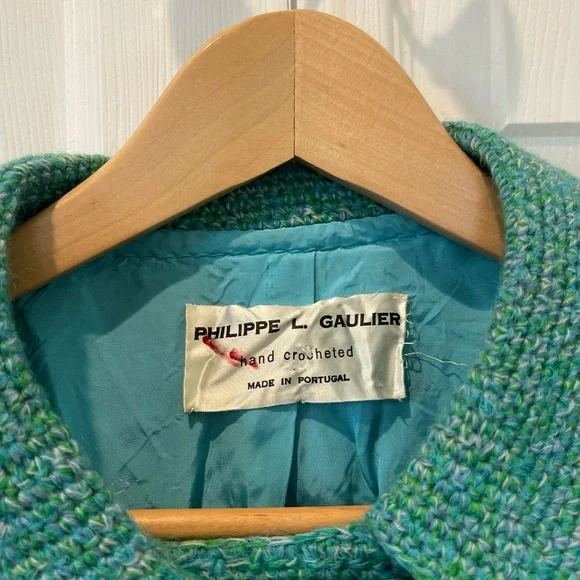 PHILIPPE L. GAULIER
hand crocheted
MADE IN PORTUGAL